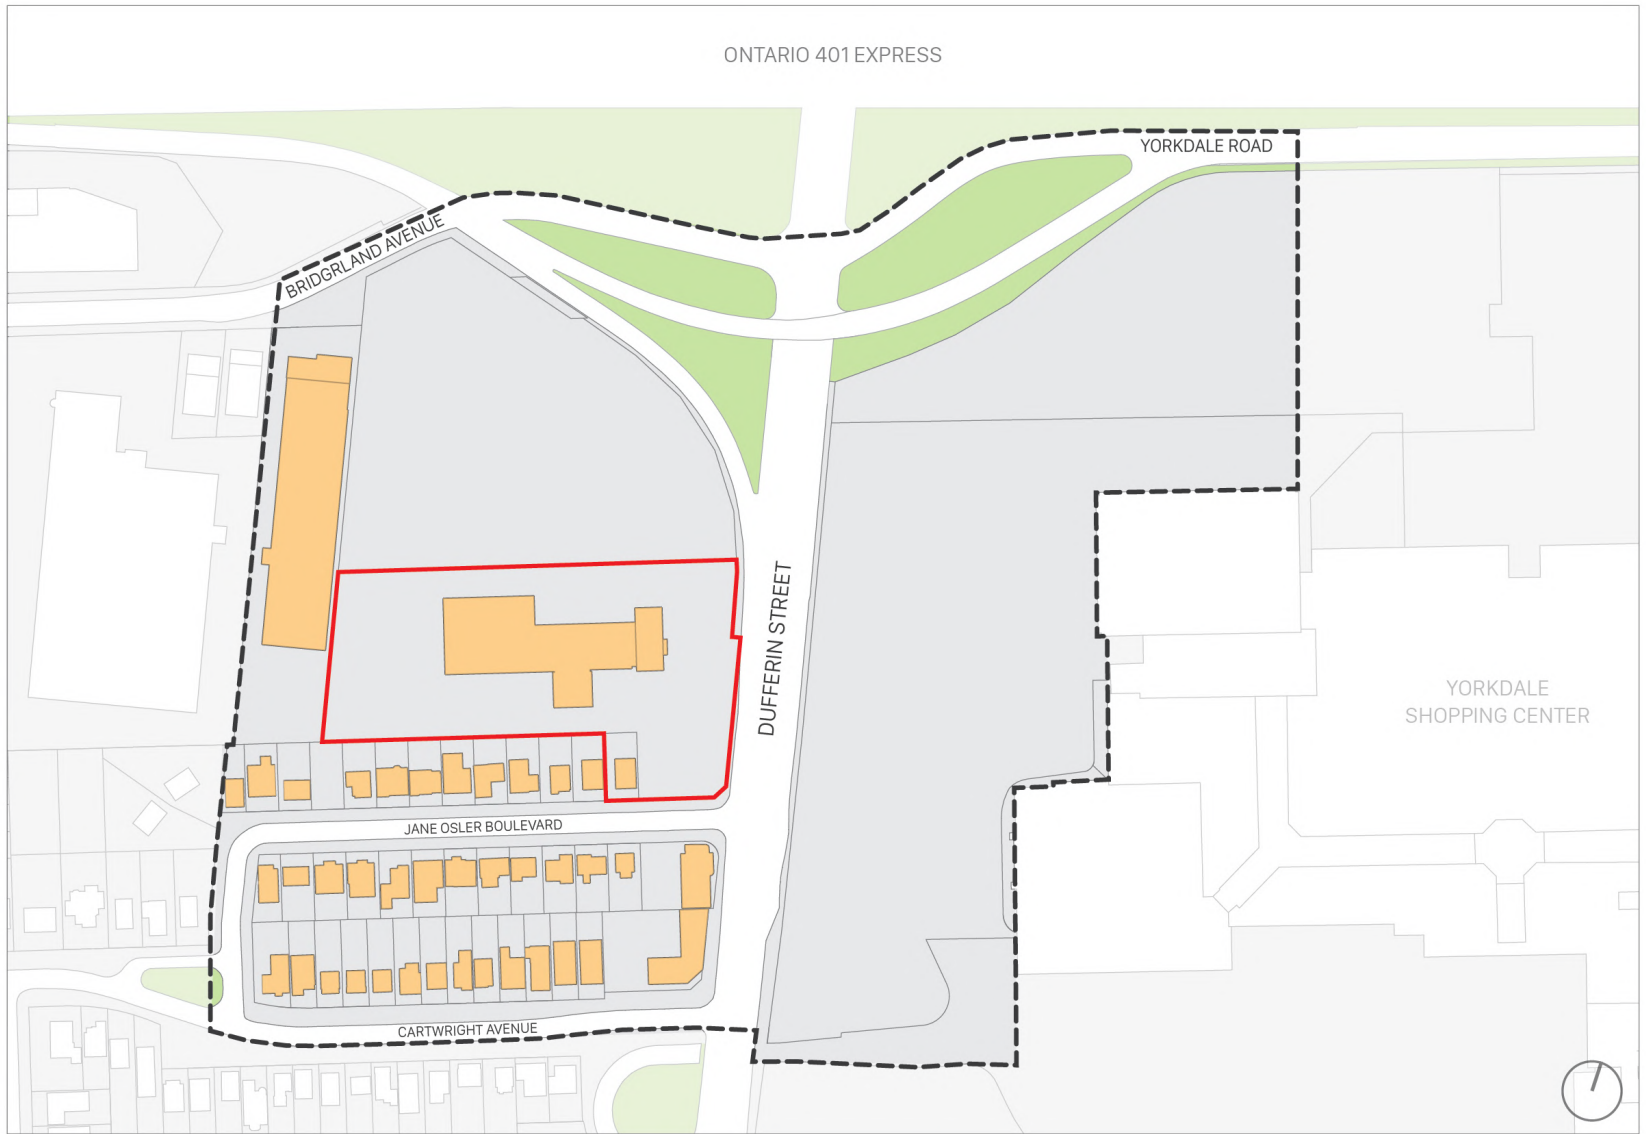 ONTARIO 401 EXPRESS
YORKDALE ROAD
BRIDGRLAND AVENUE
DUFFERIN STREET
YORKDALE
SHOPPING CENTER
JANE OSLER BOULEVARD
CARTWRIGHT AVENUE